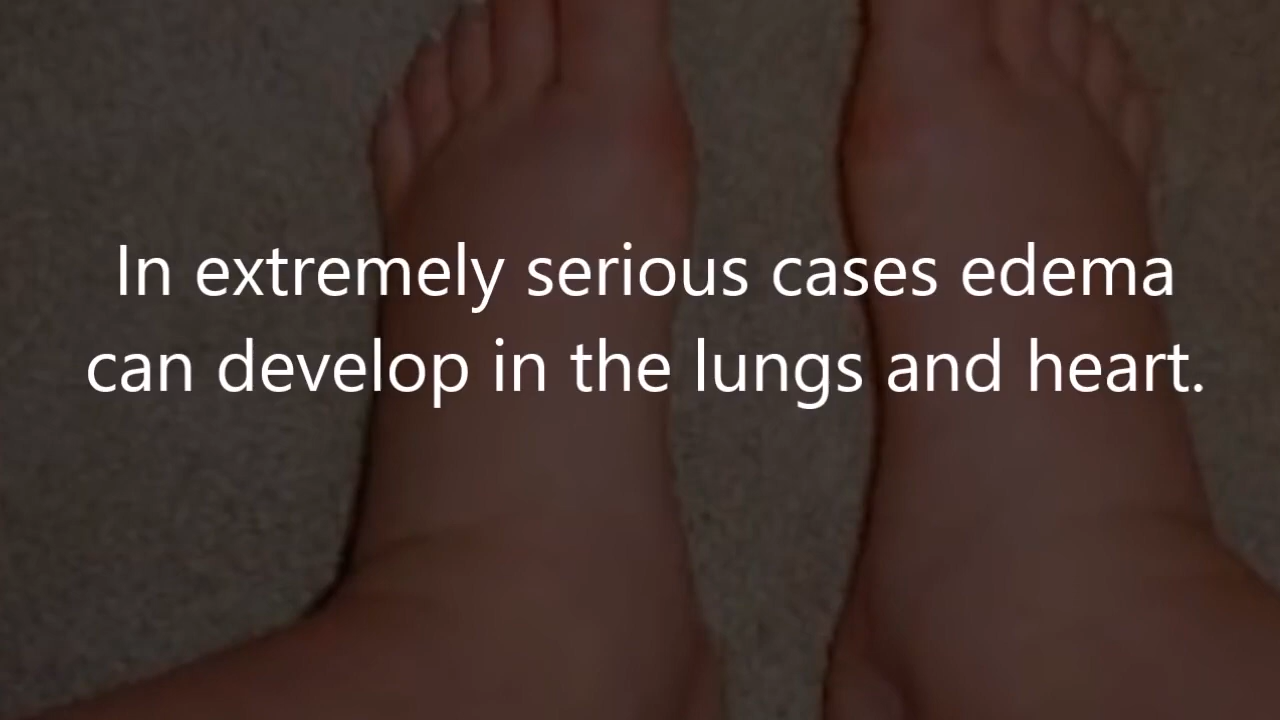 In extremely serious cases edema
can develop in the lungs and heart.